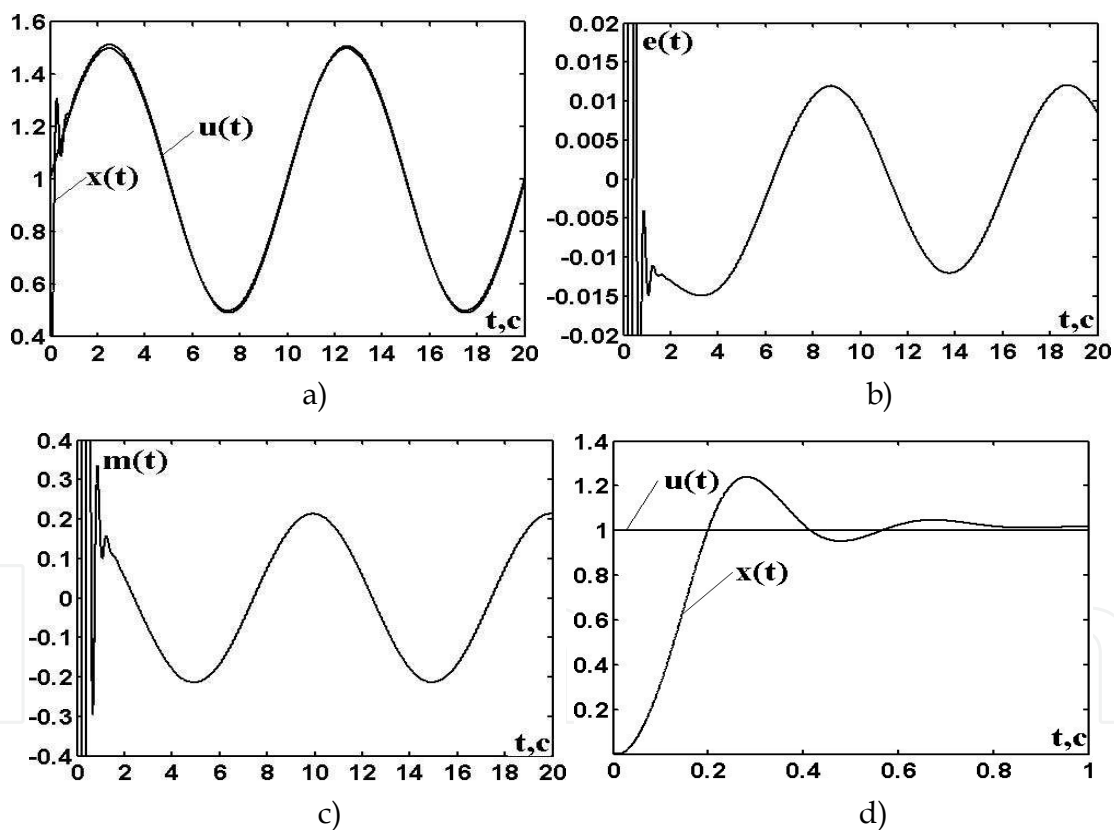 1.6
1.4
1.2
1
0.8
0.6
0.4
u(t)
x(t)
t,c
0 2 4 6 8 10 12 14 16 18 20
a)
0.02
0.015
0.01
0.005
0
-0.005
-0.01
-0.015
-0.02
e(t)
t,c
0 2 4 6 8 10 12 14 16 18 20
b)
0.4
0.3
0.2
0.1
0
-0.1
-0.2
-0.3
-0.4
m(t)
t,c
0 2 4 6 8 10 12 14 16 18 20
c)
1.4
1.2
1
0.8
0.6
0.4
0.2
u(t)
x(t)
t,c
0 0.2 0.4 0.6 0.8 1
d)